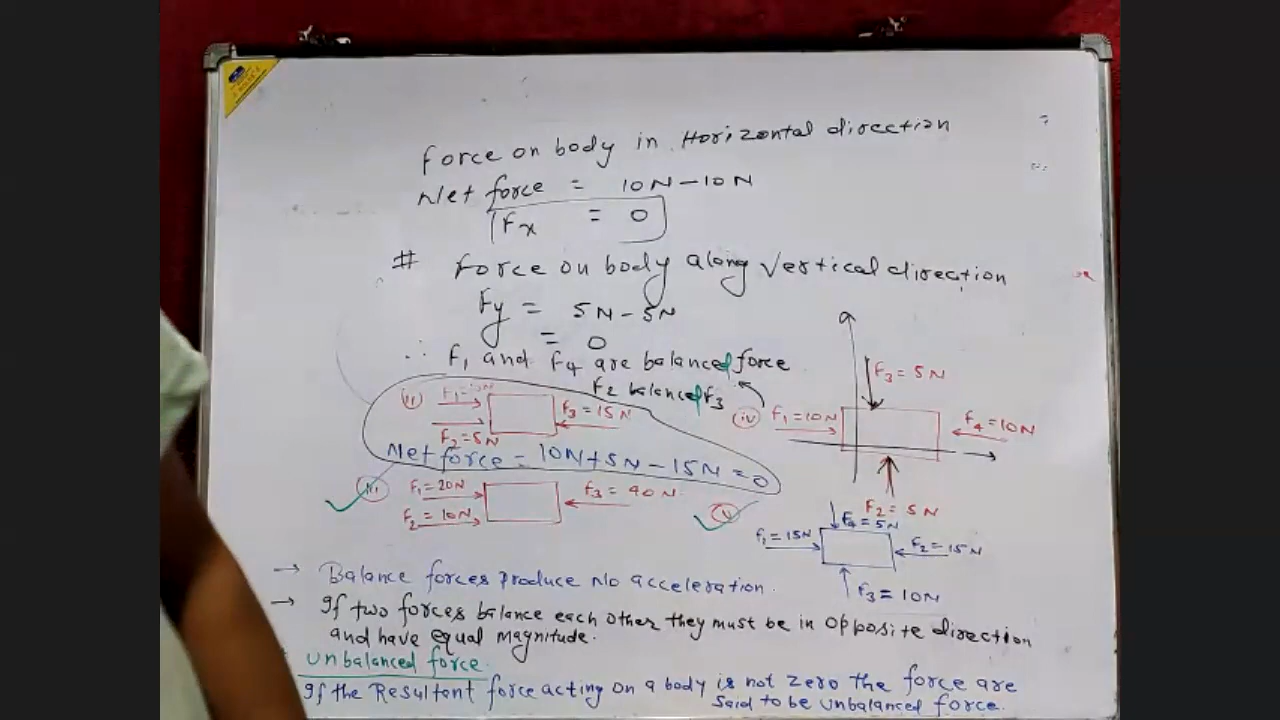 Force on body in Horizontal direction
Net force = 10N - 10N
Fx = 0
# Force on body along vertical direction
Fy = 5N - 5N
= 0
∴ F1 and F4 are balanced force
F2 balanced F3
(ii) F1=10N
F3=15N
F2=5N
Net force = 10N+5N-15N=0
(iii) F1=20N
F3=40N
F2=10N
(iv) F1=10N
F3=5N
F4=10N
F2=5N
(v)
F4=5N
F1=15N
F2=15N
F3=10N
→ Balance forces produce No acceleration.
→ If two forces balance each other they must be in opposite direction
and have equal magnitude.
unbalanced force
If the Resultent force acting on a body is not zero the force are
said to be unbalanced force.